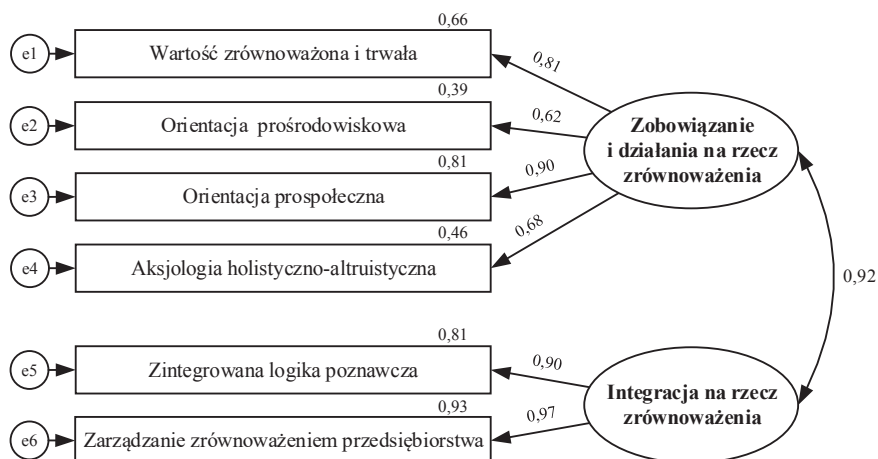 0,66
e1 Wartość zrównoważona i trwała 0,81
0,39
e2 Orientacja prośrodowiskowa 0,62
Zobowiązanie
i działania na rzecz
zrównoważenia
0,81
e3 Orientacja prospołeczna 0,90
0,46
e4 Aksjologia holistyczno-altruistyczna 0,68
0,92
0,81
e5 Zintegrowana logika poznawcza 0,90
Integracja na rzecz
zrównoważenia
0,93
e6 Zarządzanie zrównoważeniem przedsiębiorstwa 0,97